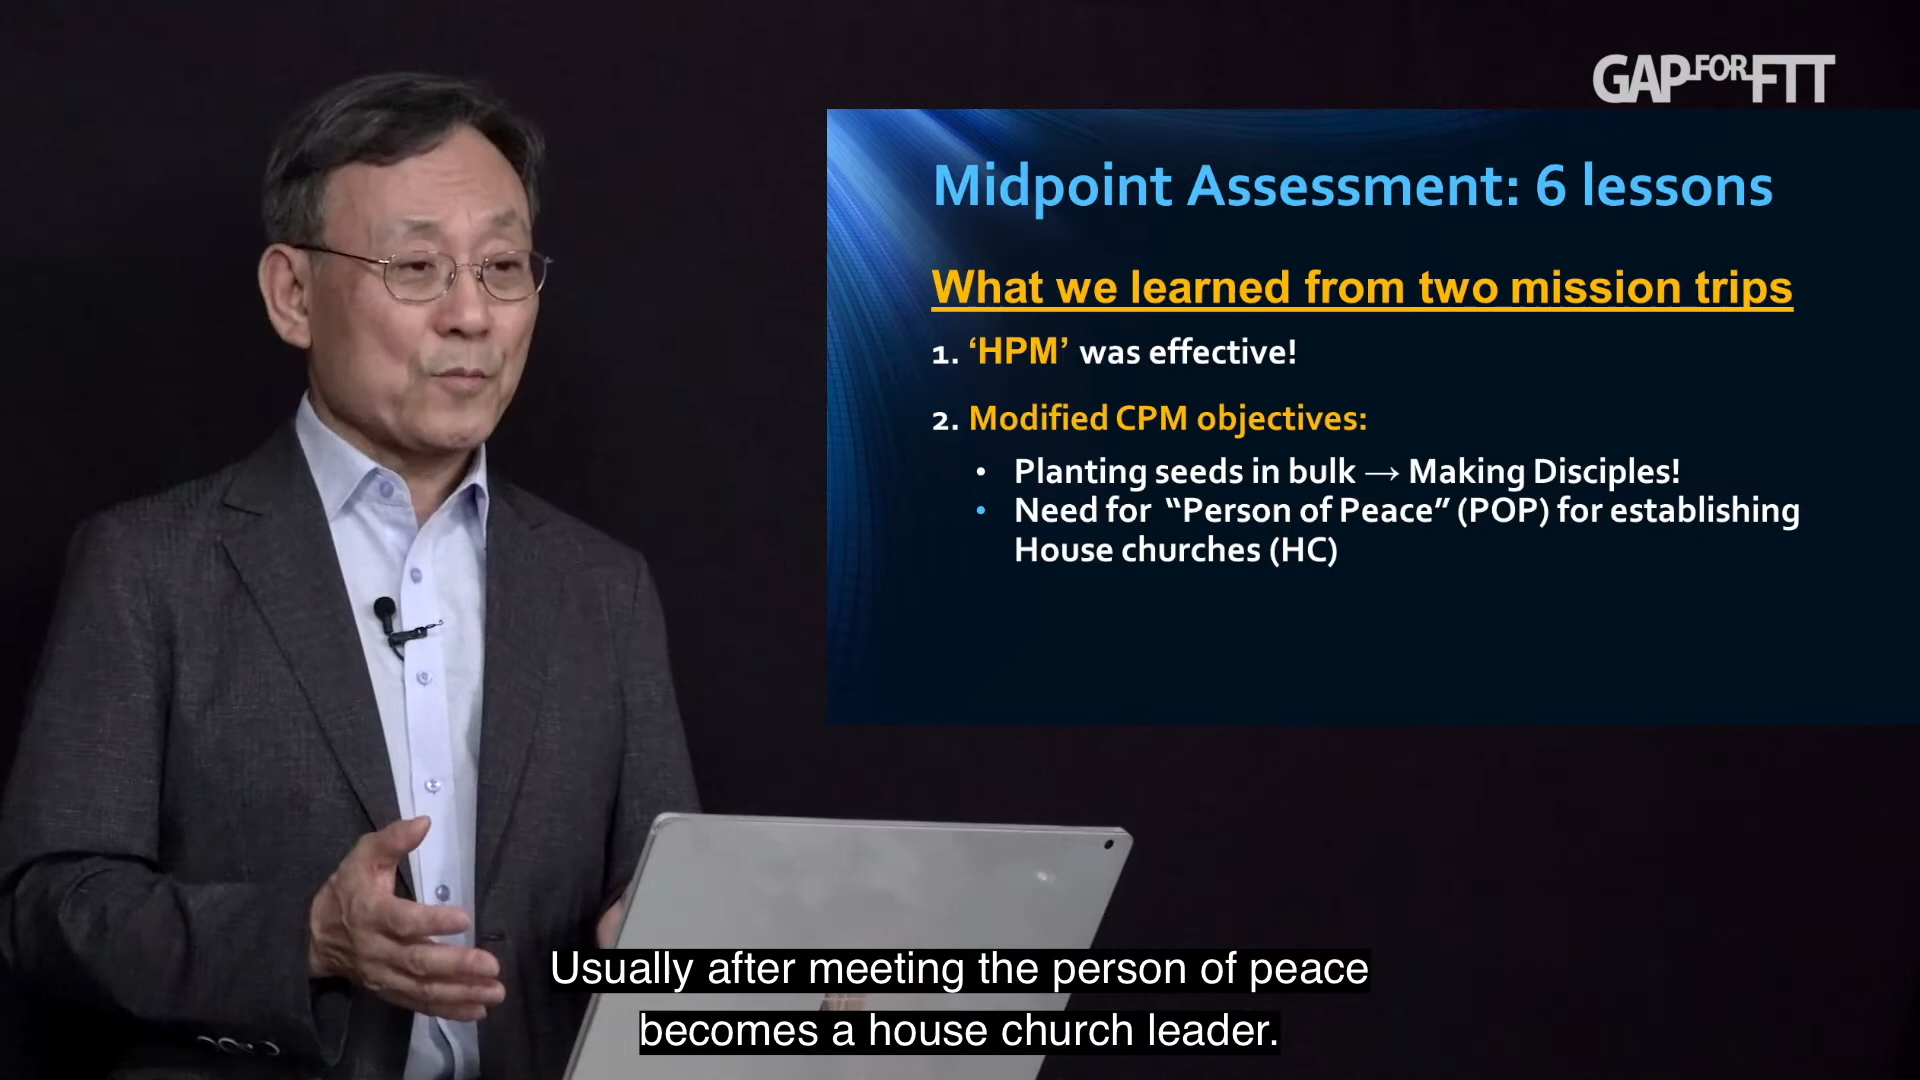 GAP FOR FTT
Midpoint Assessment: 6 lessons
What we learned from two mission trips
1. ‘HPM’ was effective!
2. Modified CPM objectives:
• Planting seeds in bulk → Making Disciples!
• Need for “Person of Peace” (POP) for establishing
House churches (HC)
Usually after meeting the person of peace
becomes a house church leader.